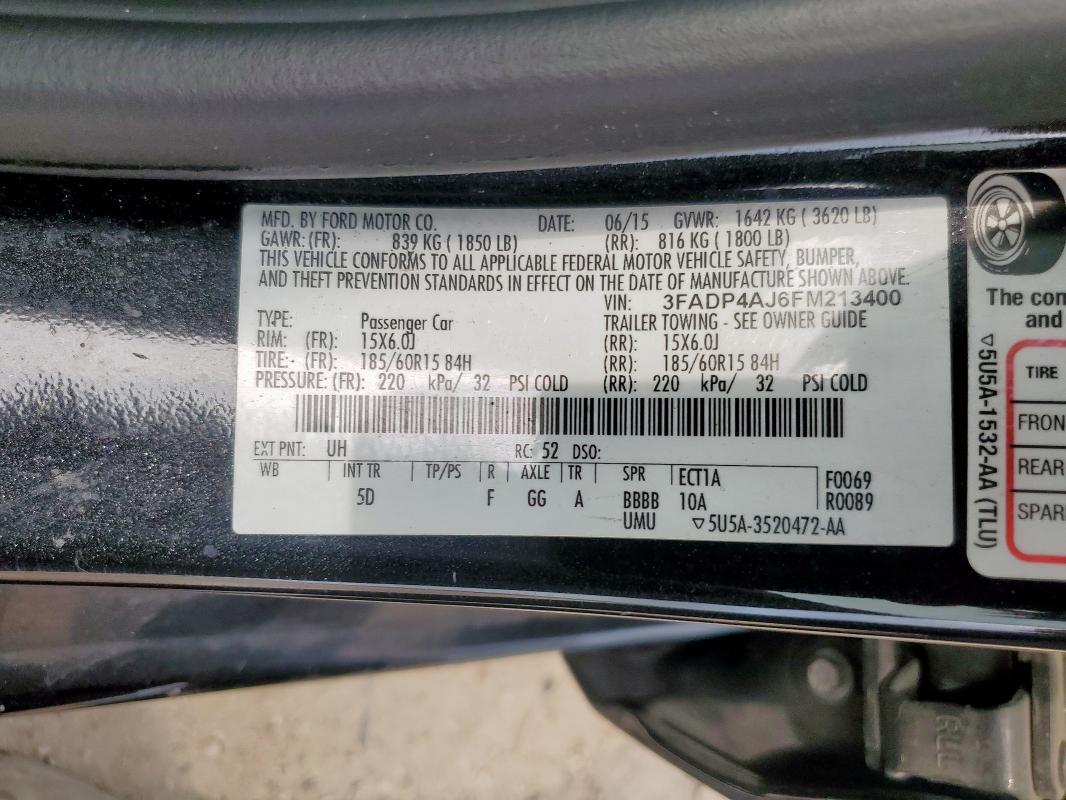 MFD. BY FORD MOTOR CO. DATE: 06/15 GVWR: 1642 KG ( 3620 LB)
GAWR: (FR): 839 KG ( 1850 LB) (RR): 816 KG ( 1800 LB)
THIS VEHICLE CONFORMS TO ALL APPLICABLE FEDERAL MOTOR VEHICLE SAFETY, BUMPER,
AND THEFT PREVENTION STANDARDS IN EFFECT ON THE DATE OF MANUFACTURE SHOWN ABOVE.
VIN: 3FADP4AJ6FM213400
TYPE: Passenger Car TRAILER TOWING - SEE OWNER GUIDE
RIM: (FR): 15X6.0J (RR): 15X6.0J
TIRE: (FR): 185/60R15 84H (RR): 185/60R15 84H
PRESSURE: (FR): 220 kPa/ 32 PSI COLD (RR): 220 kPa/ 32 PSI COLD
EXT PNT: UH RC: 52 DSO:
WB INT TR TP/PS R AXLE TR SPR ECT1A F0069
5D F GG A BBBB 10A R0089
UMU ▽5U5A-3520472-AA
The con
and
▽5U5A-1532-AA (TLU)
TIRE
FRON
REAR
SPAR